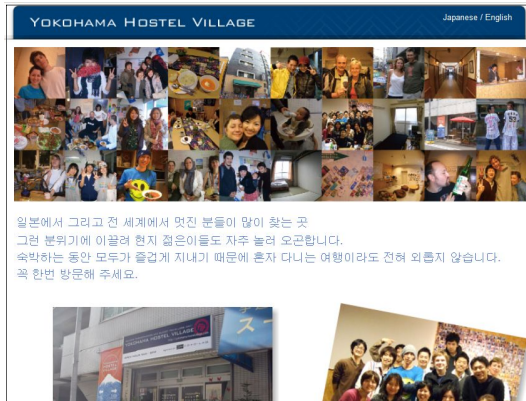 YOKOHAMA HOSTEL VILLAGE
Japanese / English
일본에서 그리고 전 세계에서 멋진 분들이 많이 찾는 곳
그런 분위기에 이끌려 현지 젊은이들도 자주 놀러 오곤합니다.
숙박하는 동안 모두가 즐겁게 지내기 때문에 혼자 다니는 여행이라도 전혀 외롭지 않습니다.
꼭 한번 방문해 주세요.
YOKOHAMA HOSTEL VILLAGE